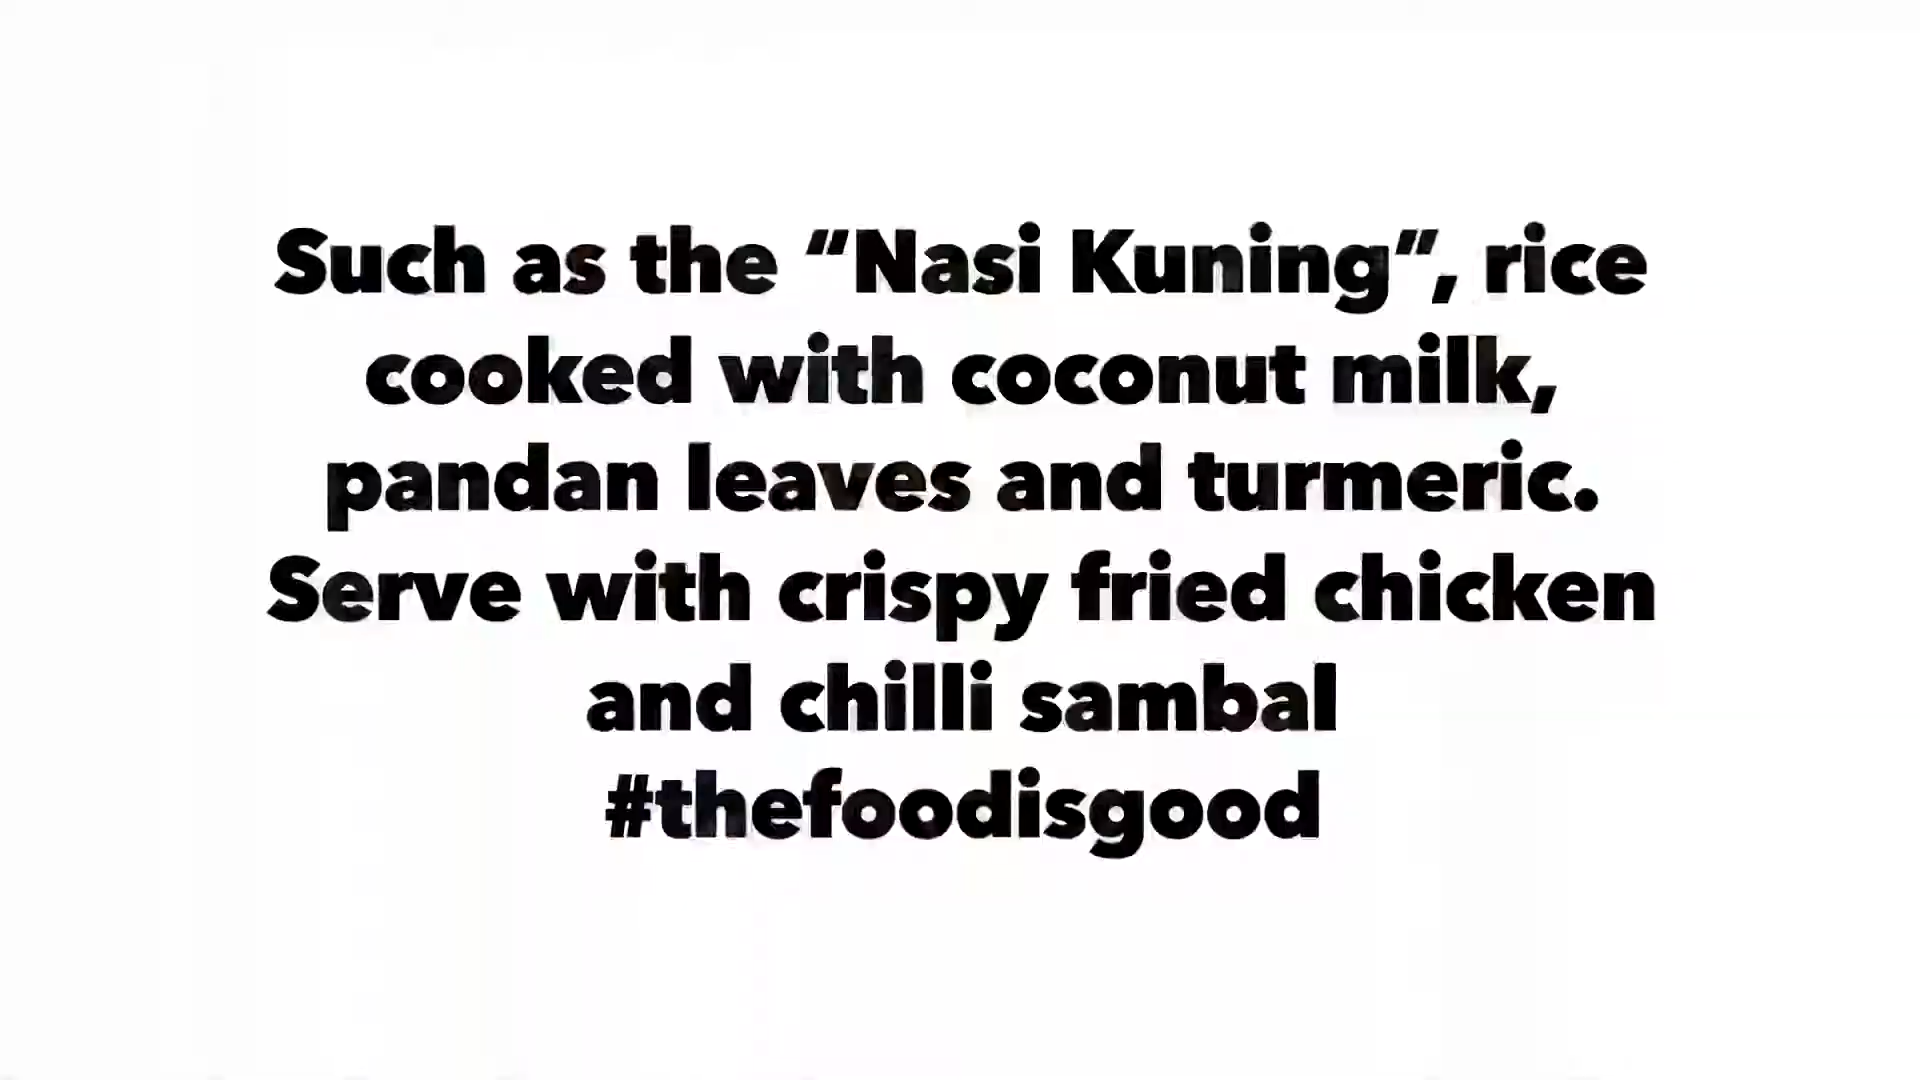 Such as the “Nasi Kuning“, rice
cooked with coconut milk,
pandan leaves and turmeric.
Serve with crispy fried chicken
and chilli sambal
#thefoodisgood